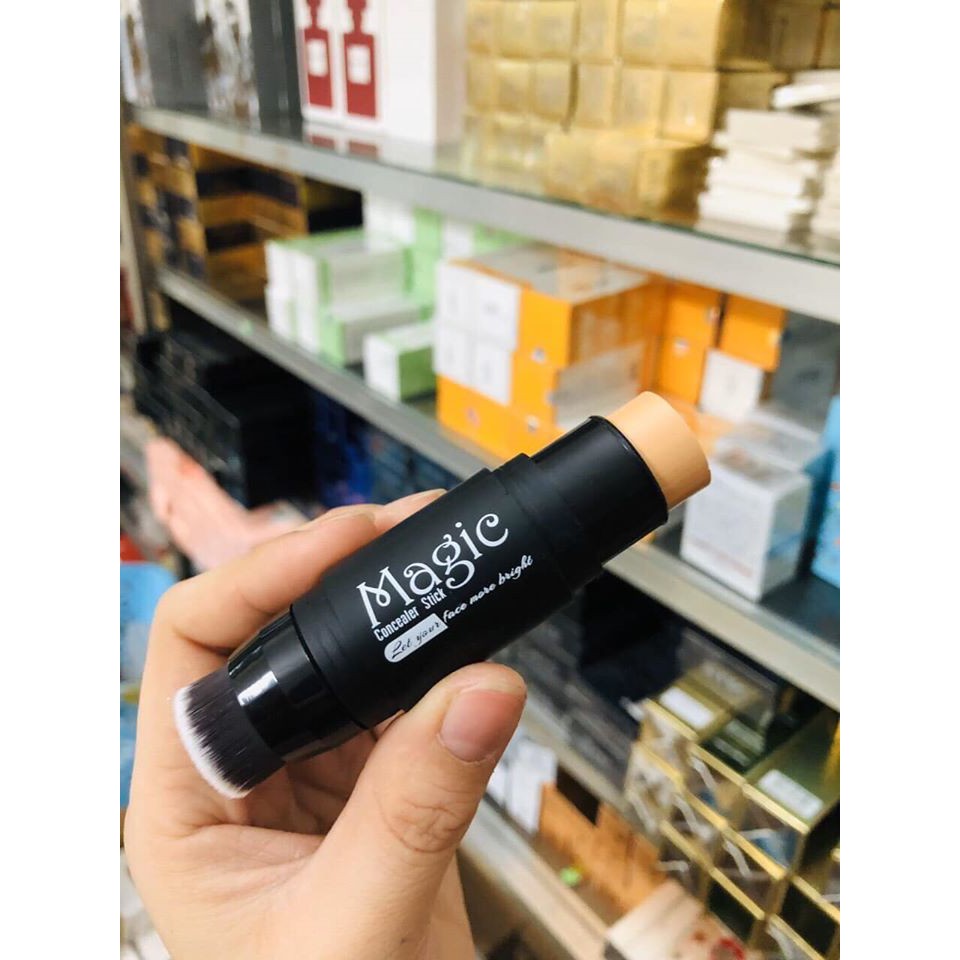 Magic
Concealer Stick
Let your face more bright